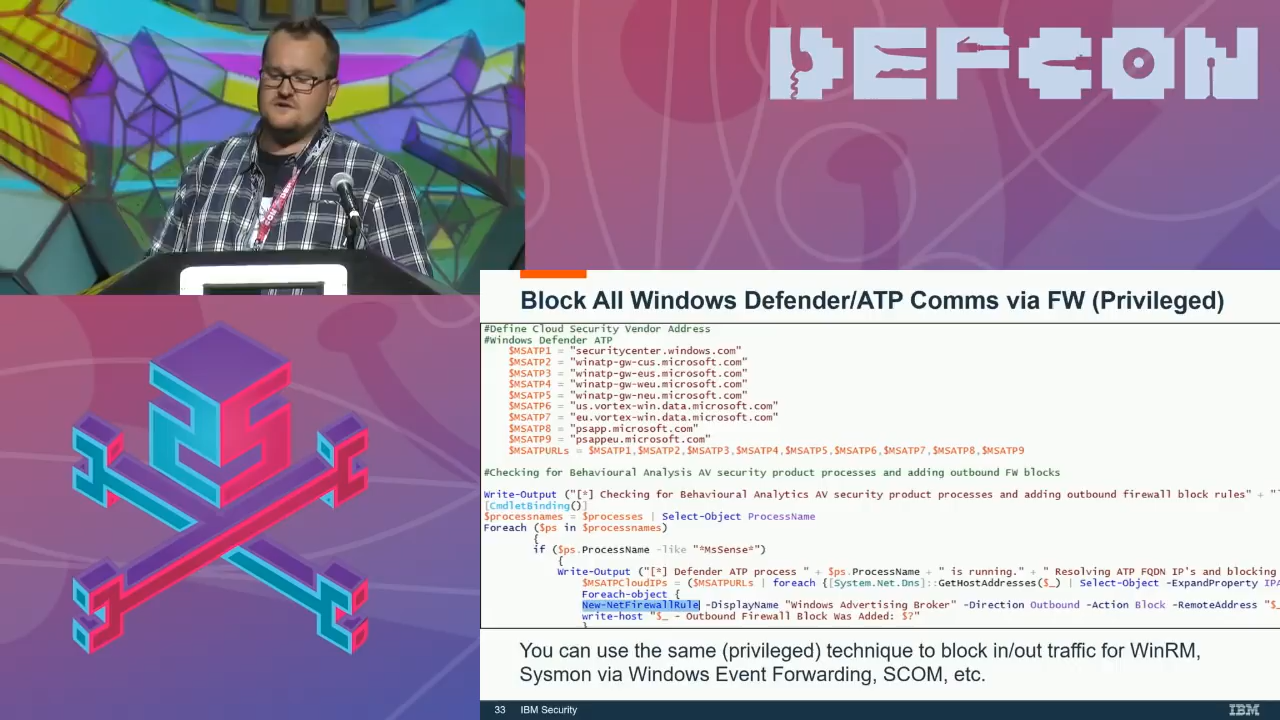 DEFCON
Block All Windows Defender/ATP Comms via FW (Privileged)
#Define Cloud Security Vendor Address
#Windows Defender ATP
$MSATP1 = "securitycenter.windows.com"
$MSATP2 = "winatp-gw-cus.microsoft.com"
$MSATP3 = "winatp-gw-eus.microsoft.com"
$MSATP4 = "winatp-gw-weu.microsoft.com"
$MSATP5 = "winatp-gw-neu.microsoft.com"
$MSATP6 = "us.vortex-win.data.microsoft.com"
$MSATP7 = "eu.vortex-win.data.microsoft.com"
$MSATP8 = "psapp.microsoft.com"
$MSATP9 = "psappeu.microsoft.com"
$MSATPURLs = $MSATP1,$MSATP2,$MSATP3,$MSATP4,$MSATP5,$MSATP6,$MSATP7,$MSATP8,$MSATP9
#Checking for Behavioural Analysis AV security product processes and adding outbound FW blocks
Write-Output ("[*] Checking for Behavioural Analytics AV security product processes and adding outbound firewall block rules" + "
[CmdletBinding()]
$processnames = $processes | Select-Object ProcessName
Foreach ($ps in $processnames)
{
if ($ps.ProcessName -like "*MsSense*")
{
Write-Output ("[*] Defender ATP process " + $ps.ProcessName + " is running." + " Resolving ATP FQDN IP's and blocking
$MSATPCloudIPs = ($MSATPURLs | foreach {[System.Net.Dns]::GetHostAddresses($_) | Select-Object -ExpandProperty IPA
Foreach-object {
New-NetFirewallRule -DisplayName "Windows Advertising Broker" -Direction Outbound -Action Block -RemoteAddress "$_
write-host "$_ - Outbound Firewall Block Was Added: $?"
}
You can use the same (privileged) technique to block in/out traffic for WinRM,
Sysmon via Windows Event Forwarding, SCOM, etc.
33 IBM Security
IBM